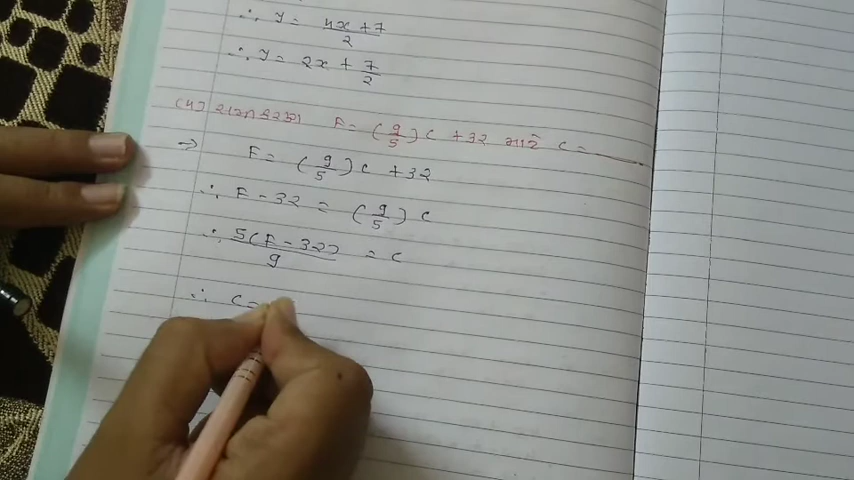 ∴ y = 4x + 7 / 2
∴ y = 2x + 7/2
(4) F = (9/5) C + 32 C =
→ F = (9/5) C + 32
∴ F - 32 = (9/5) C
∴ 5(F - 32) / 9 = C
∴ C =